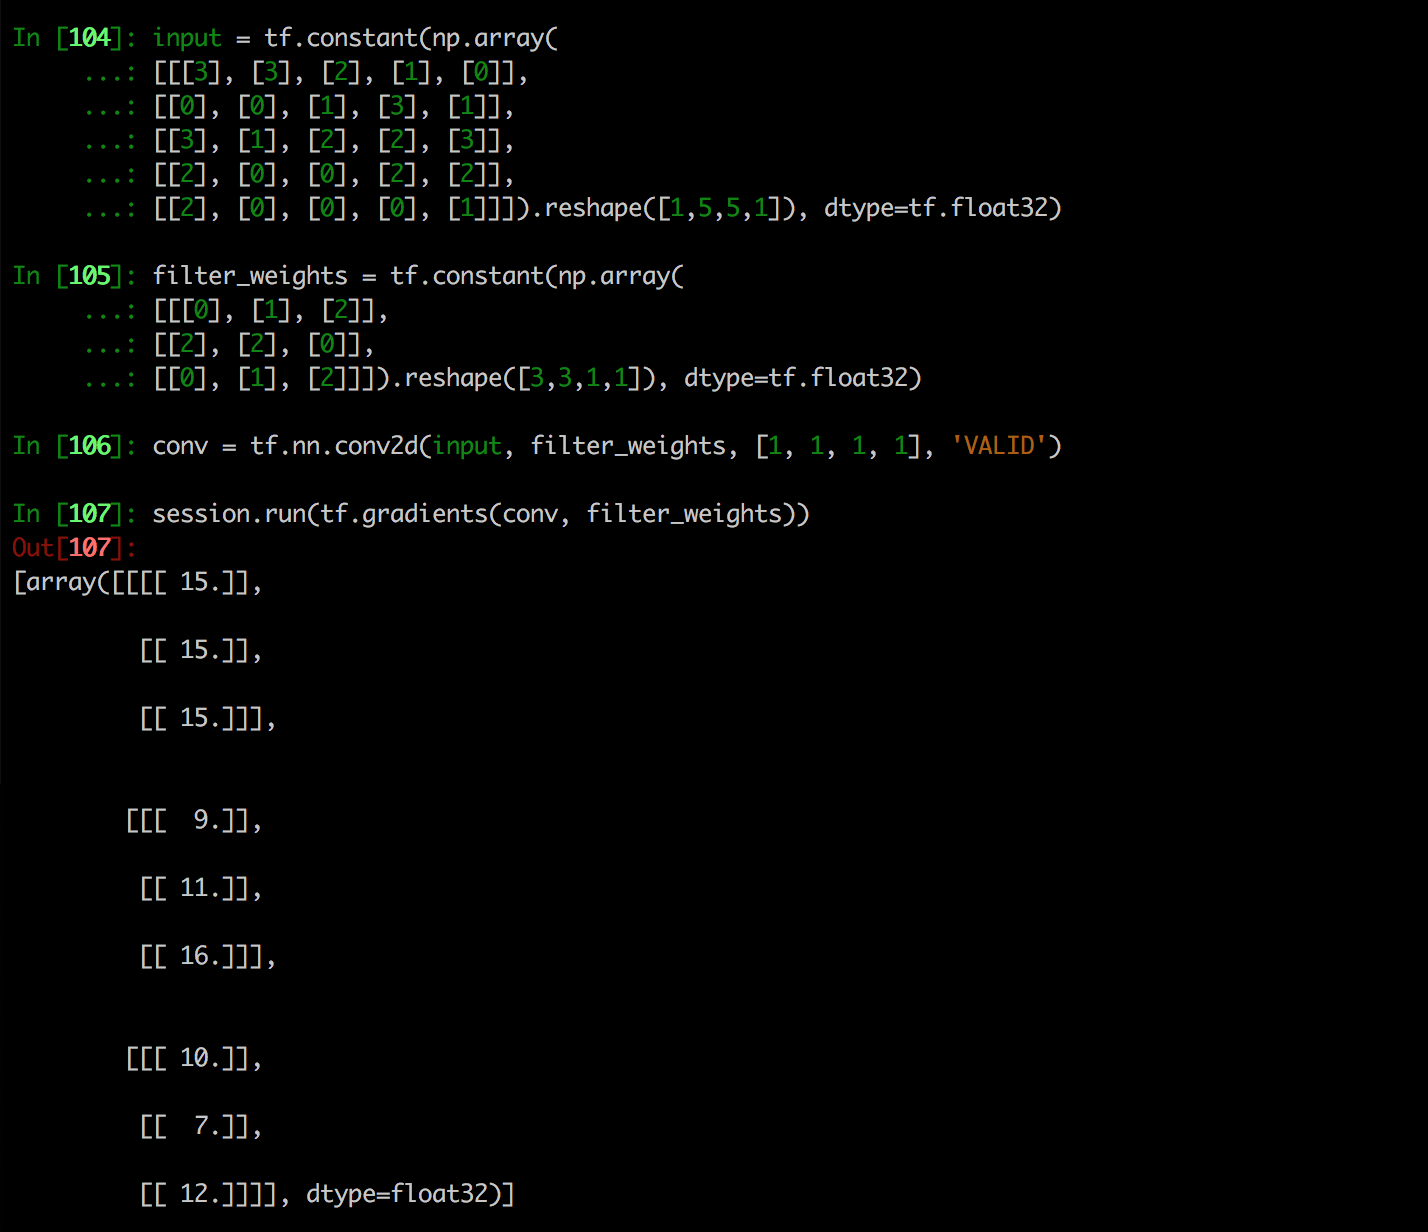 In [104]: input = tf.constant(np.array(
     ...: [[[3], [3], [2], [1], [0]],
     ...: [[0], [0], [1], [3], [1]],
     ...: [[3], [1], [2], [2], [3]],
     ...: [[2], [0], [0], [2], [2]],
     ...: [[2], [0], [0], [0], [1]]]).reshape([1,5,5,1]), dtype=tf.float32)
In [105]: filter_weights = tf.constant(np.array(
     ...: [[[0], [1], [2]],
     ...: [[2], [2], [0]],
     ...: [[0], [1], [2]]]).reshape([3,3,1,1]), dtype=tf.float32)
In [106]: conv = tf.nn.conv2d(input, filter_weights, [1, 1, 1, 1], 'VALID')
In [107]: session.run(tf.gradients(conv, filter_weights))
Out[107]:
[array([[[[ 15.]],
         [[ 15.]],
         [[ 15.]]],
        [[[  9.]],
         [[ 11.]],
         [[ 16.]]],
        [[[ 10.]],
         [[  7.]],
         [[ 12.]]]], dtype=float32)]